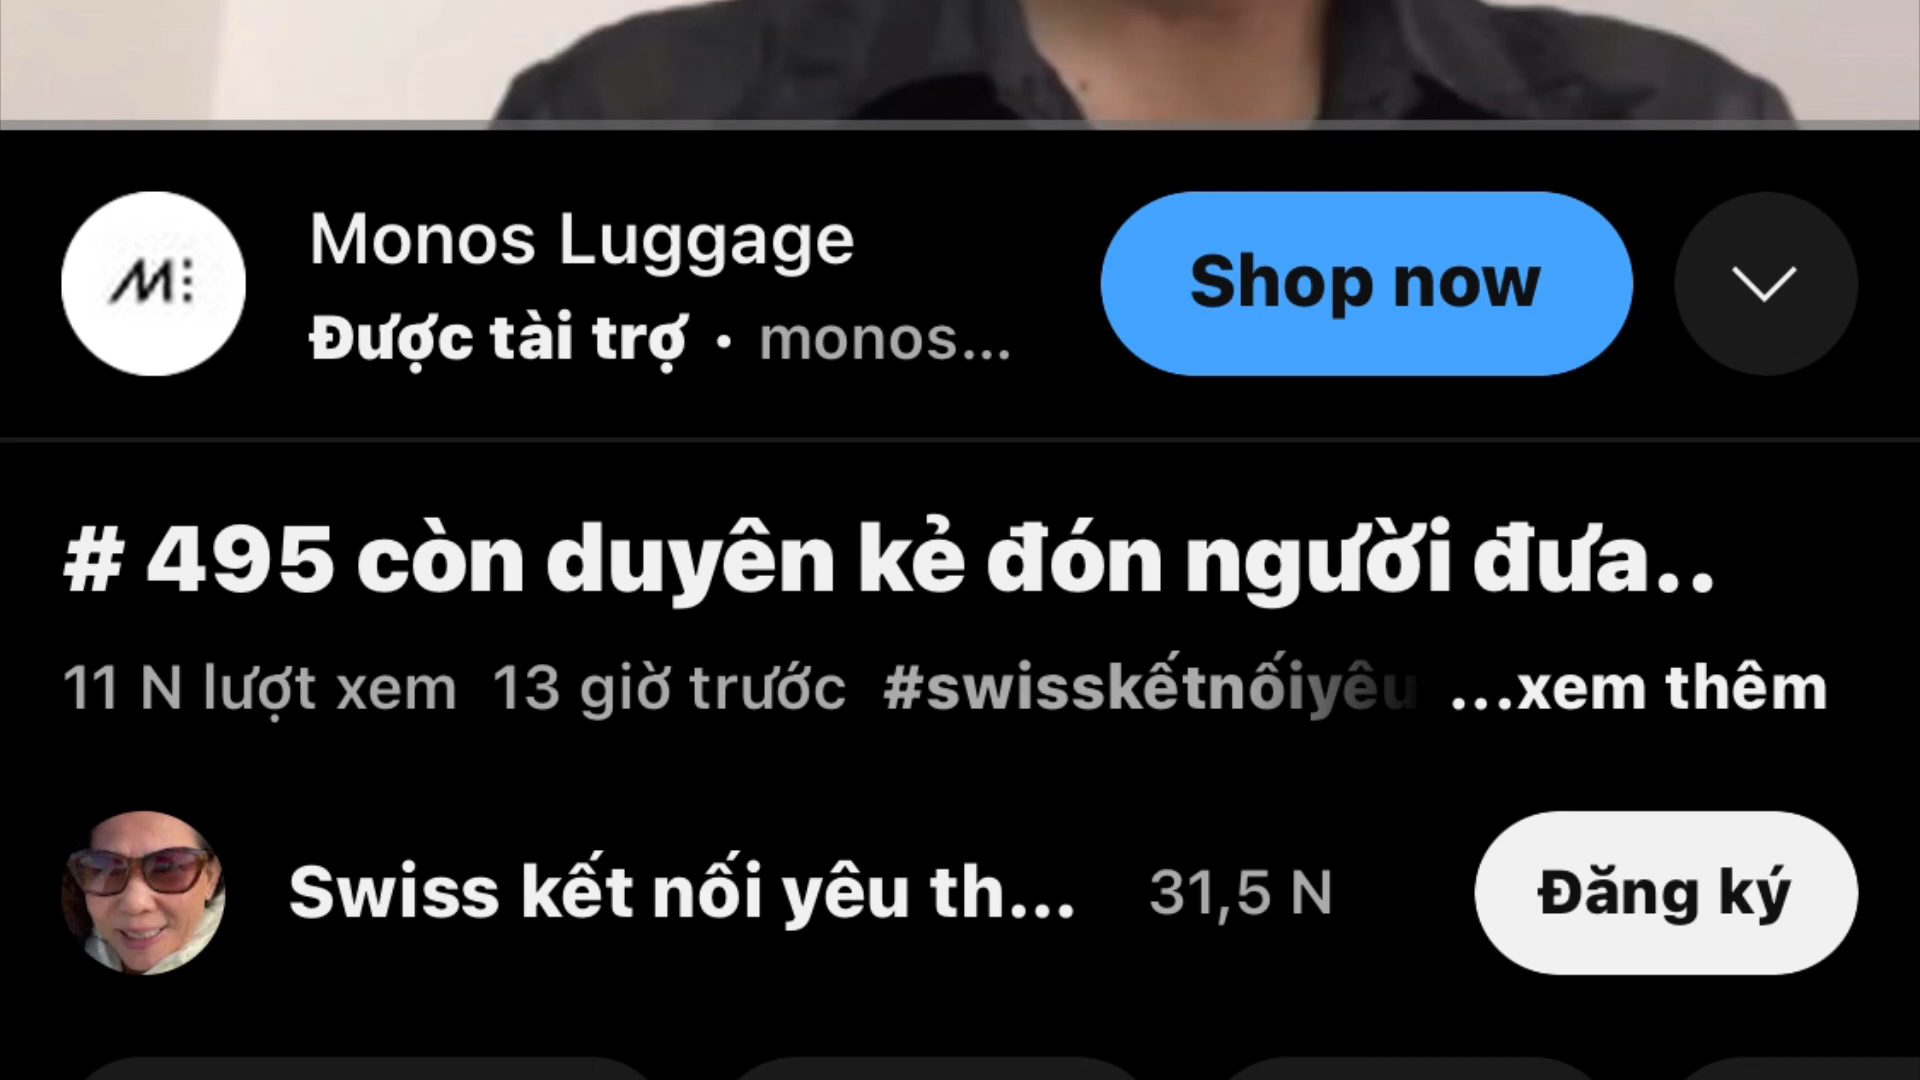 M:
Monos Luggage
Được tài trợ • monos...
Shop now
# 495 còn duyên kẻ đón người đưa..
11 N lượt xem 13 giờ trước #swisskếtnốiyêu ...xem thêm
Swiss kết nối yêu th... 31,5 N
Đăng ký